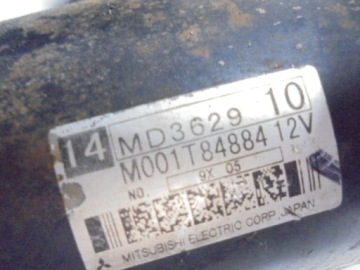 14 MD3629 10
M001T84884 12V
NO. 9X 05
MITSUBISHI ELECTRIC CORP. JAPAN